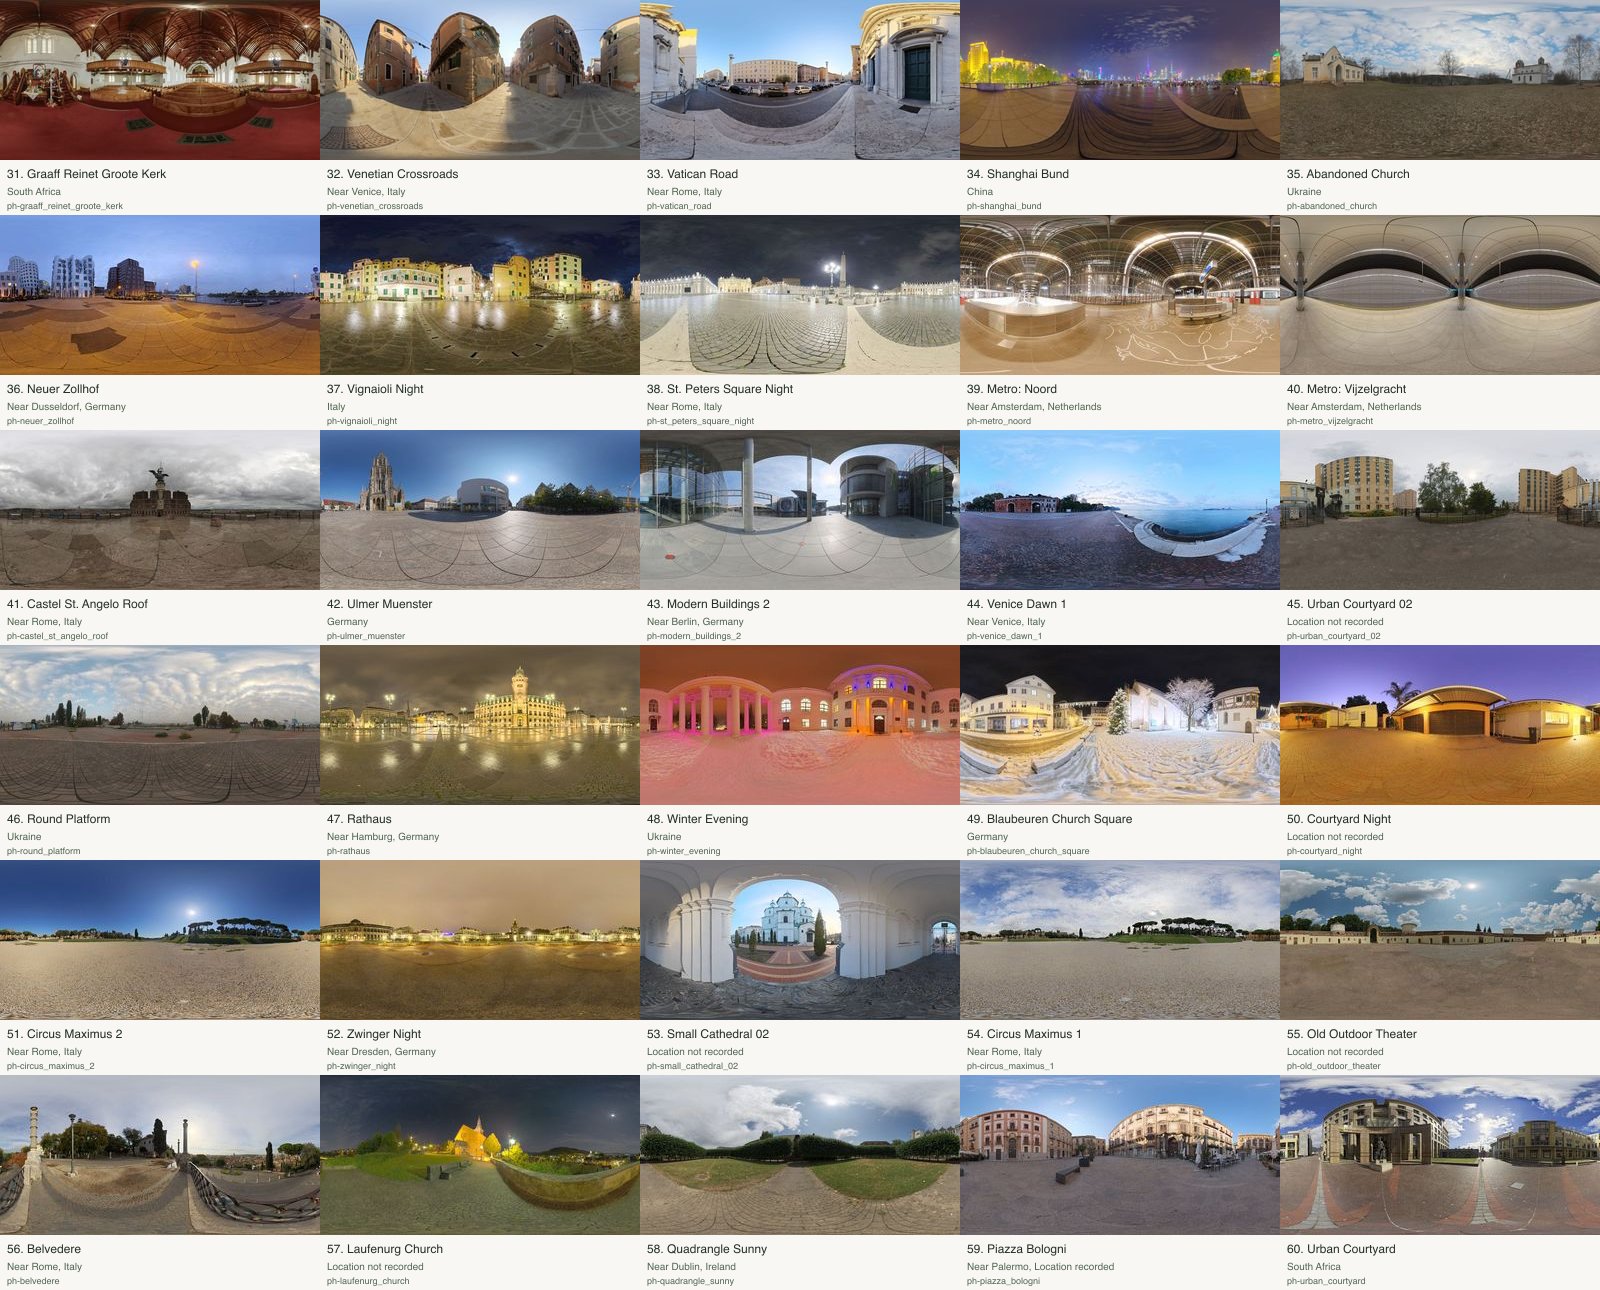 31. Graaff Reinet Groote Kerk
South Africa
ph-graaff_reinet_groote_kerk
32. Venetian Crossroads
Near Venice, Italy
ph-venetian_crossroads
33. Vatican Road
Near Rome, Italy
ph-vatican_road
34. Shanghai Bund
China
ph-shanghai_bund
35. Abandoned Church
Ukraine
ph-abandoned_church
36. Neuer Zollhof
Near Dusseldorf, Germany
ph-neuer_zollhof
37. Vignaioli Night
Italy
ph-vignaioli_night
38. St. Peters Square Night
Near Rome, Italy
ph-st_peters_square_night
39. Metro: Noord
Near Amsterdam, Netherlands
ph-metro_noord
40. Metro: Vijzelgracht
Near Amsterdam, Netherlands
ph-metro_vijzelgracht
41. Castel St. Angelo Roof
Near Rome, Italy
ph-castel_st_angelo_roof
42. Ulmer Muenster
Germany
ph-ulmer_muenster
43. Modern Buildings 2
Near Berlin, Germany
ph-modern_buildings_2
44. Venice Dawn 1
Near Venice, Italy
ph-venice_dawn_1
45. Urban Courtyard 02
Location not recorded
ph-urban_courtyard_02
46. Round Platform
Ukraine
ph-round_platform
47. Rathaus
Near Hamburg, Germany
ph-rathaus
48. Winter Evening
Ukraine
ph-winter_evening
49. Blaubeuren Church Square
Germany
ph-blaubeuren_church_square
50. Courtyard Night
Location not recorded
ph-courtyard_night
51. Circus Maximus 2
Near Rome, Italy
ph-circus_maximus_2
52. Zwinger Night
Near Dresden, Germany
ph-zwinger_night
53. Small Cathedral 02
Location not recorded
ph-small_cathedral_02
54. Circus Maximus 1
Near Rome, Italy
ph-circus_maximus_1
55. Old Outdoor Theater
Location not recorded
ph-old_outdoor_theater
56. Belvedere
Near Rome, Italy
ph-belvedere
57. Laufenurg Church
Location not recorded
ph-laufenurg_church
58. Quadrangle Sunny
Near Dublin, Ireland
ph-quadrangle_sunny
59. Piazza Bologni
Near Palermo, Location recorded
ph-piazza_bologni
60. Urban Courtyard
South Africa
ph-urban_courtyard